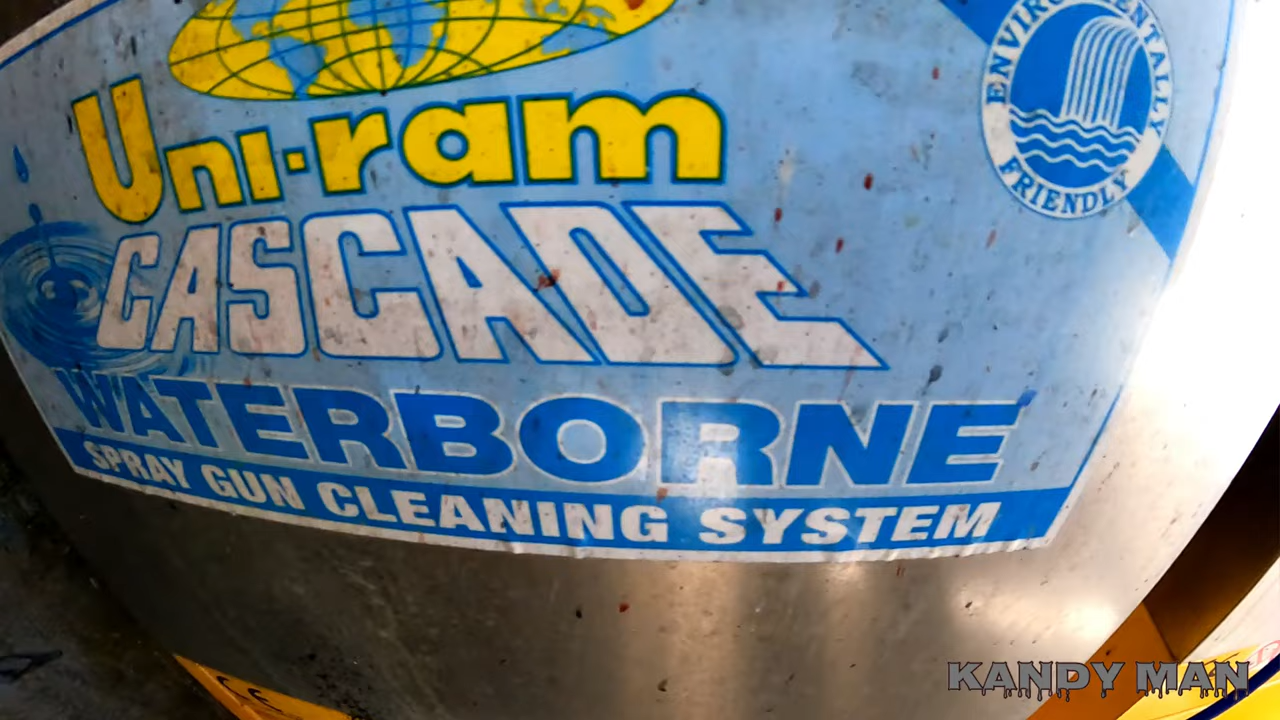 Uni-ram
CASCADE
WATERBORNE
SPRAY GUN CLEANING SYSTEM
ENVIRONMENTALLY
FRIENDLY
KANDY MAN